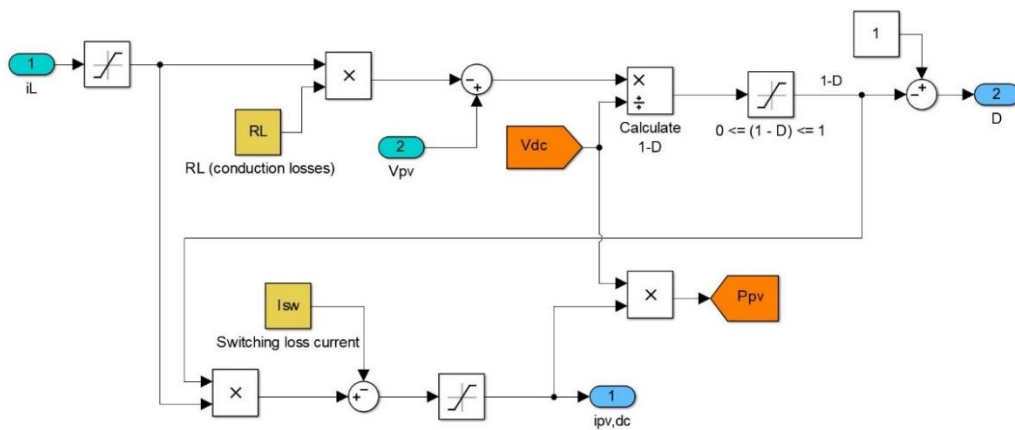 1
iL
×
RL
RL (conduction losses)
−
+
2
Vpv
Vdc
×
÷
Calculate
1-D
0 <= (1 - D) <= 1
1-D
1
−
+
2
D
Isw
Switching loss current
×
+
−
×
Ppv
1
ipv,dc